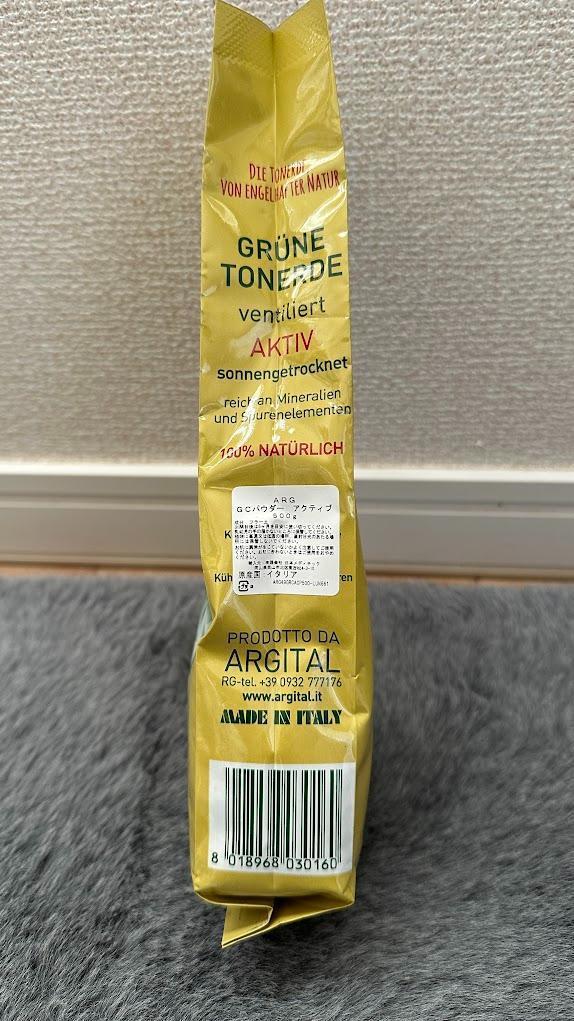 DIE TONERDE
VON ENGELHAFTER NATUR
GRÜNE
TONERDE
ventiliert
AKTIV
sonnengetrocknet
reich an Mineralien
und Spurenelementen
100% NATÜRLICH
ARG
GCパウダー アクティブ
500g
原産国:イタリア
PRODOTTO DA
ARGITAL
RG-tel. +39 0932 777176
www.argital.it
MADE IN ITALY
8 018968 030160